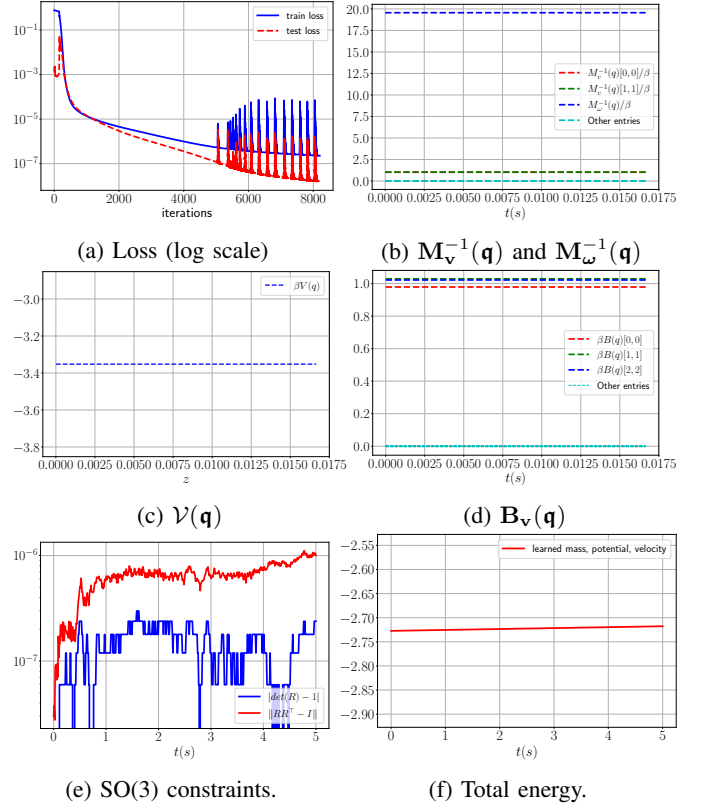 train loss
test loss
10⁻¹
10⁻³
10⁻⁵
10⁻⁷
0 2000 4000 6000 8000
iterations
(a) Loss (log scale)
20.0
17.5
15.0
12.5
10.0
7.5
5.0
2.5
0.0
M_v⁻¹(q)[0, 0]/β
M_v⁻¹(q)[1, 1]/β
M_ω⁻¹(q)/β
Other entries
0.0000 0.0025 0.0050 0.0075 0.0100 0.0125 0.0150 0.0175
t(s)
(b) M_v⁻¹(𝔮) and M_ω⁻¹(𝔮)
βV(q)
−3.0
−3.2
−3.4
−3.6
−3.8
0.0000 0.0025 0.0050 0.0075 0.0100 0.0125 0.0150 0.0175
z
(c) 𝒱(𝔮)
1.0
0.8
0.6
0.4
0.2
0.0
βB(q)[0, 0]
βB(q)[1, 1]
βB(q)[2, 2]
Other entries
0.0000 0.0025 0.0050 0.0075 0.0100 0.0125 0.0150 0.0175
t(s)
(d) B_v(𝔮)
10⁻⁶
10⁻⁷
|det(R) − 1|
‖RR⊤ − I‖
0 1 2 3 4 5
t(s)
(e) SO(3) constraints.
learned mass, potential, velocity
−2.55
−2.60
−2.65
−2.70
−2.75
−2.80
−2.85
−2.90
0 1 2 3 4 5
t(s)
(f) Total energy.